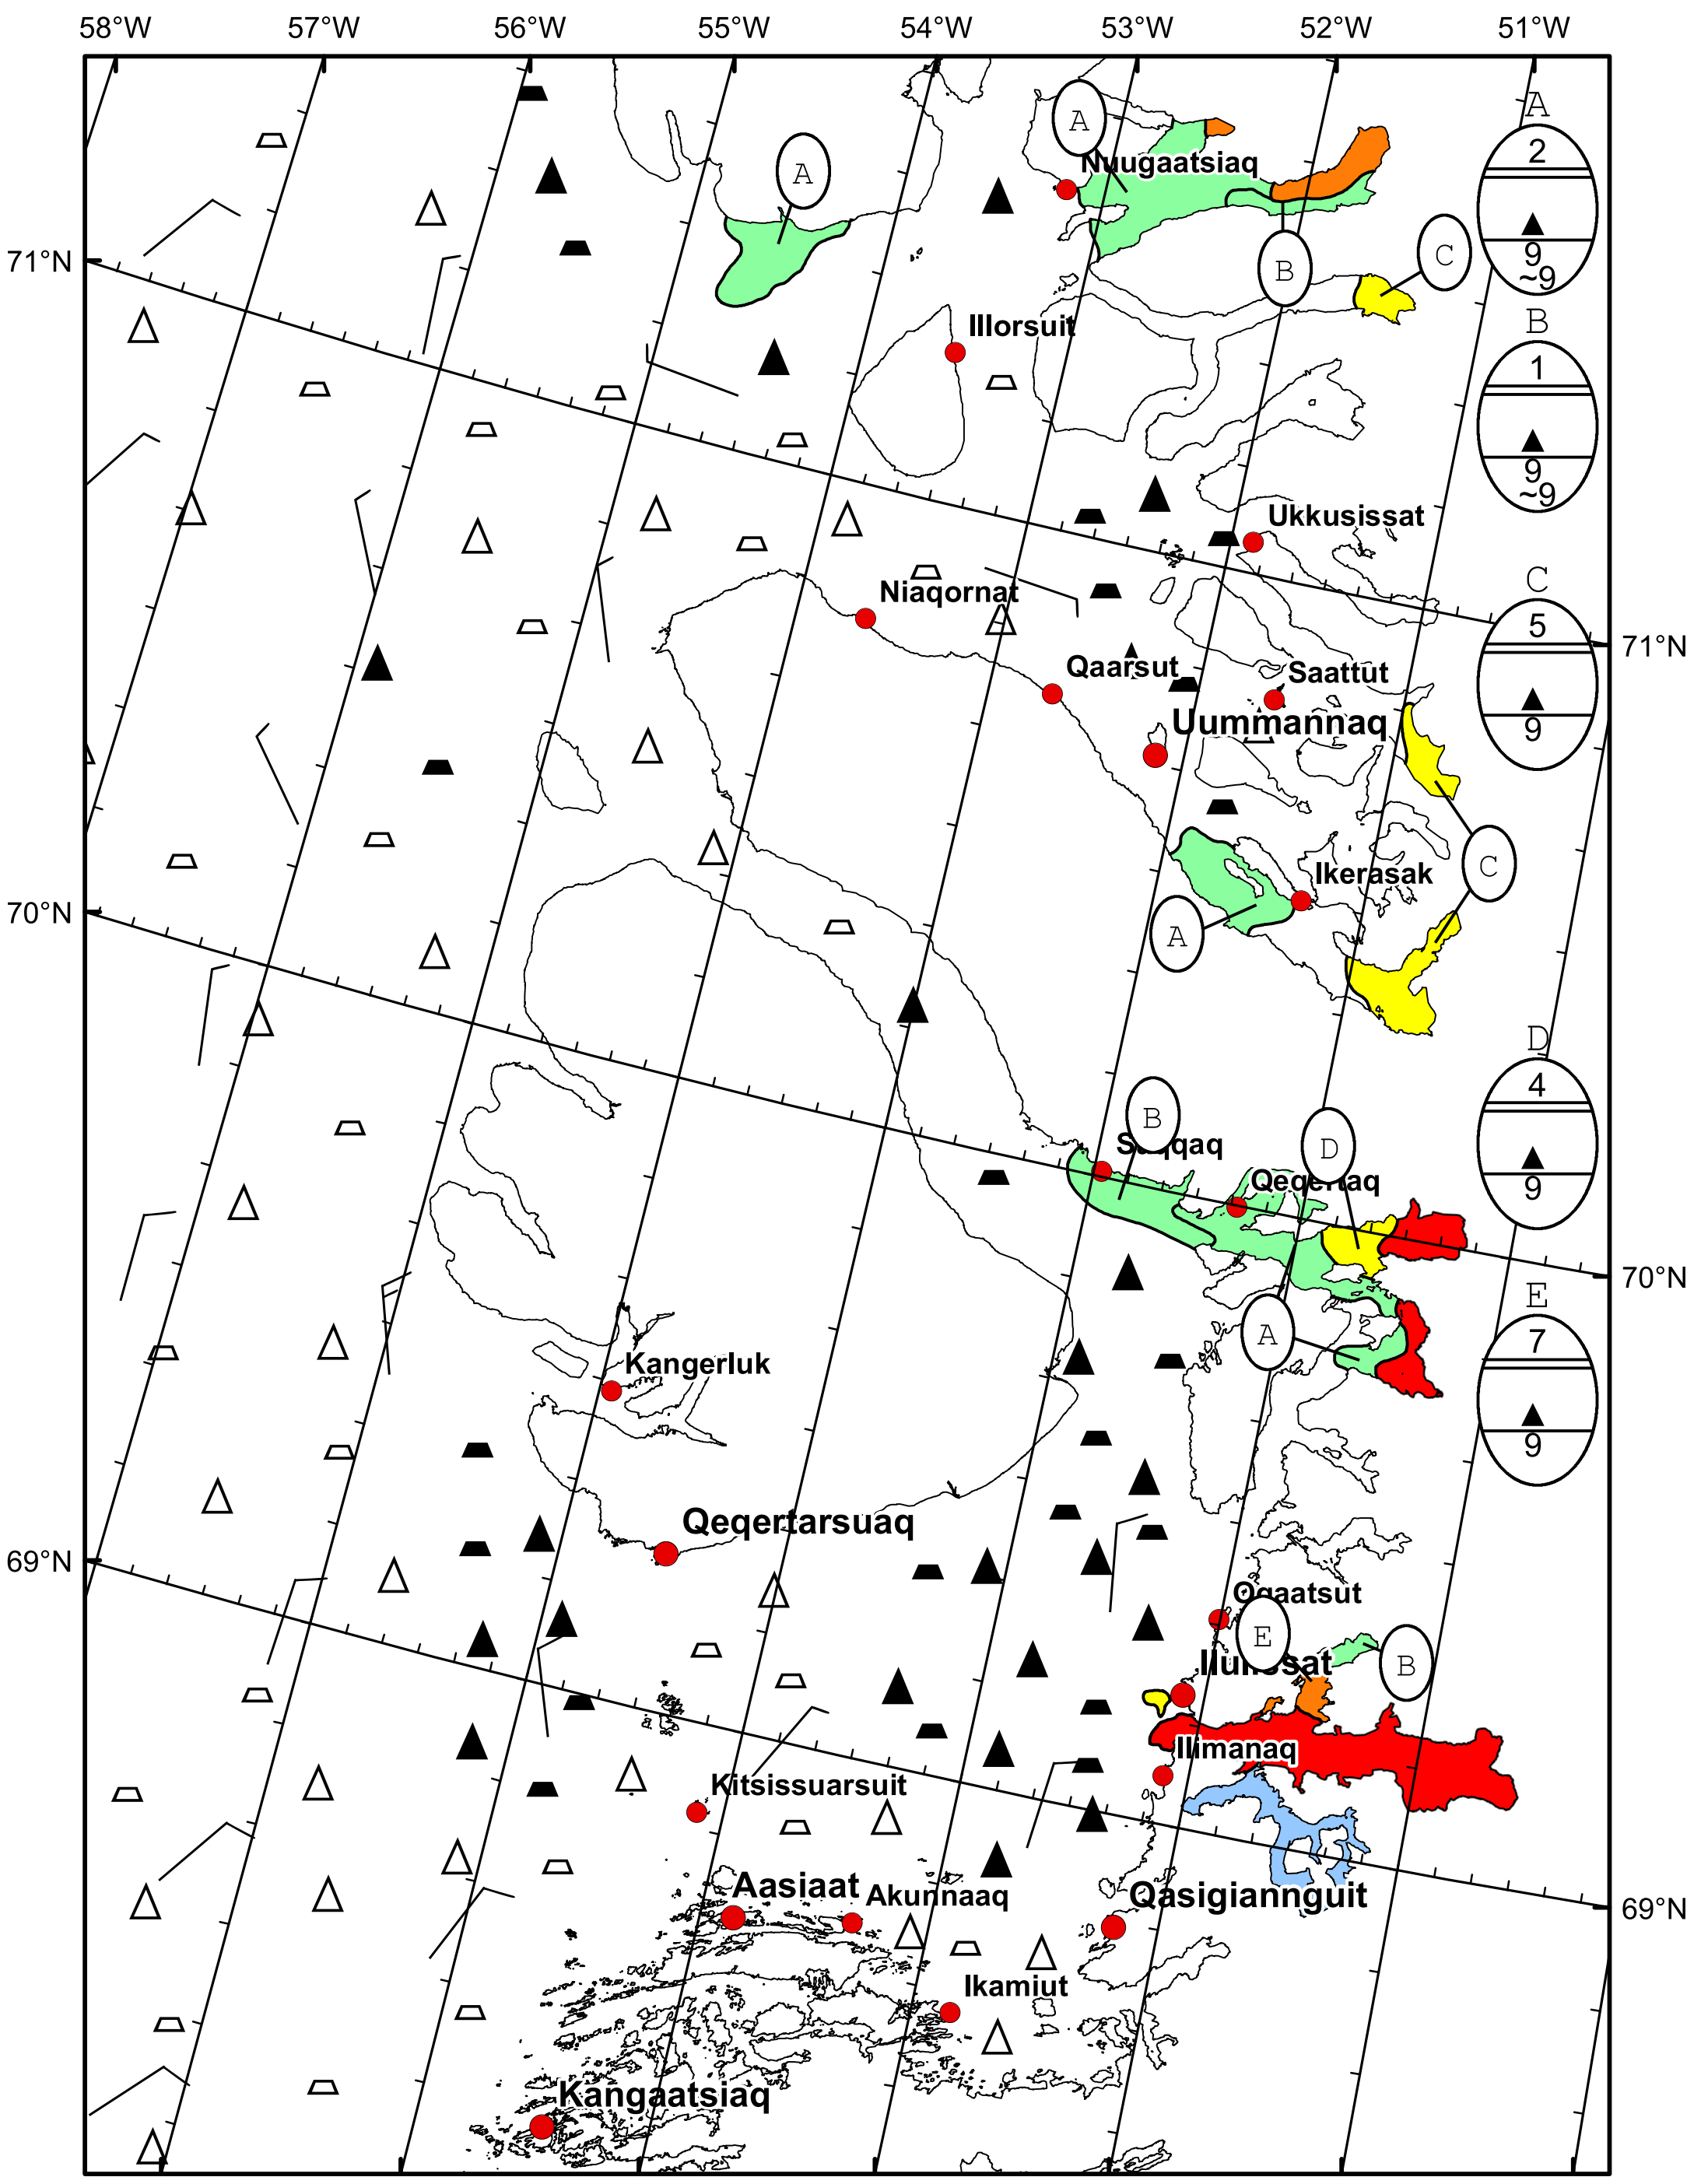 58°W 57°W 56°W 55°W 54°W 53°W 52°W 51°W
A
2
9
~9
A
Nuugaatsiaq
A
C
B
71°N
B
1
9
~9
Illorsuit
Ukkusissat
C
5
9
Niaqornat
71°N
Qaarsut
Saattut
Uummannaq
C
Ikerasak
70°N
A
D
4
9
B
D
Saqqaq
Qeqertaq
70°N
E
7
9
A
Kangerluk
Qeqertarsuaq
69°N
Oqaatsut
E
B
Ilulissat
Ilimanaq
Kitsissuarsuit
Aasiaat
Akunnaaq
Qasigiannguit
69°N
Ikamiut
Kangaatsiaq